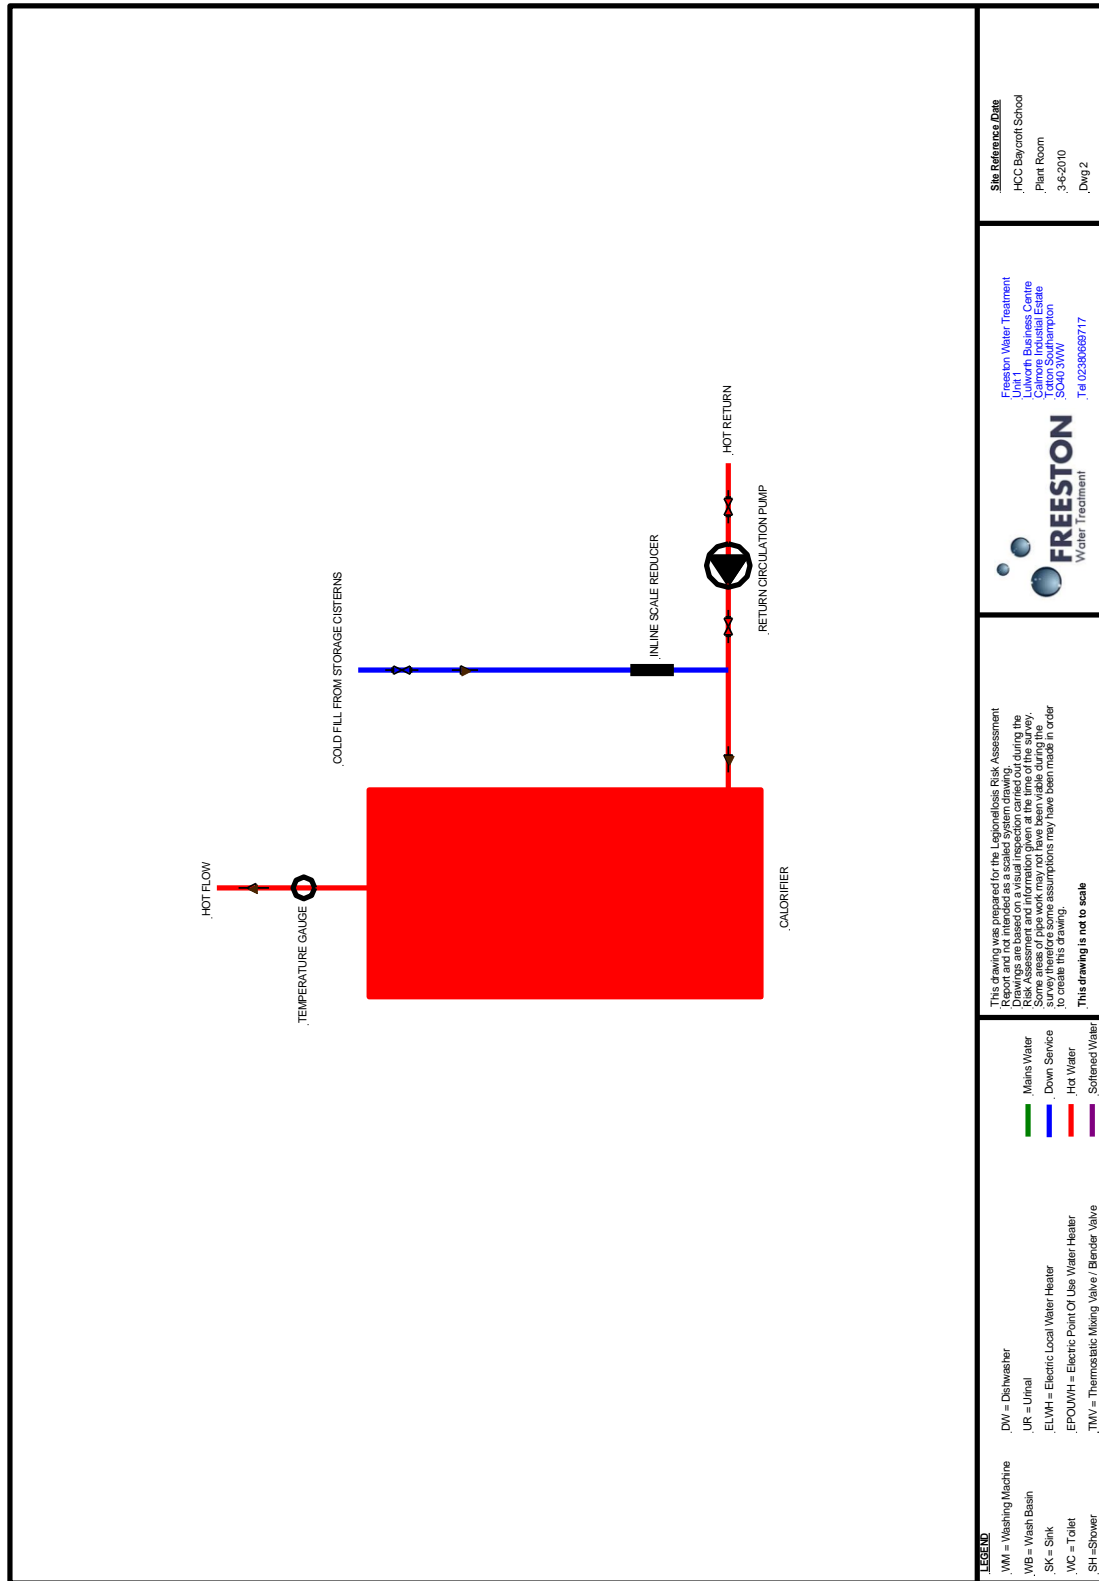 HOT FLOW
TEMPERATURE GAUGE
COLD FILL FROM STORAGE CISTERNS
INLINE SCALE REDUCER
HOT RETURN
RETURN CIRCULATION PUMP
CALORIFIER
LEGEND
WM = Washing Machine
WB = Wash Basin
SK = Sink
WC = Toilet
SH =Shower
DW = Dishwasher
UR = Urinal
ELWH = Electric Local Water Heater
EPOUWH = Electric Point Of Use Water Heater
TMV = Thermostatic Mixing Valve / Blender Valve
Mains Water
Down Service
Hot Water
Softened Water
This drawing was prepared for the Legionellosis Risk Assessment
Report and not intended as a scaled system drawing.
Drawings are based on a visual inspection carried out during the
Risk Assessment and information given at the time of the survey.
Some areas of pipe work may not have been viable during the
survey therefore some assumptions may have been made in order
to create this drawing.
This drawing is not to scale
FREESTON
Water Treatment
Freeston Water Treatment
Unit 1
Lulworth Business Centre
Calmore Industrial Estate
Totton Southampton
SO40 3WW
Tel 02380669717
Site Reference /Date
HCC Baycroft School
Plant Room
3-6-2010
Dwg 2